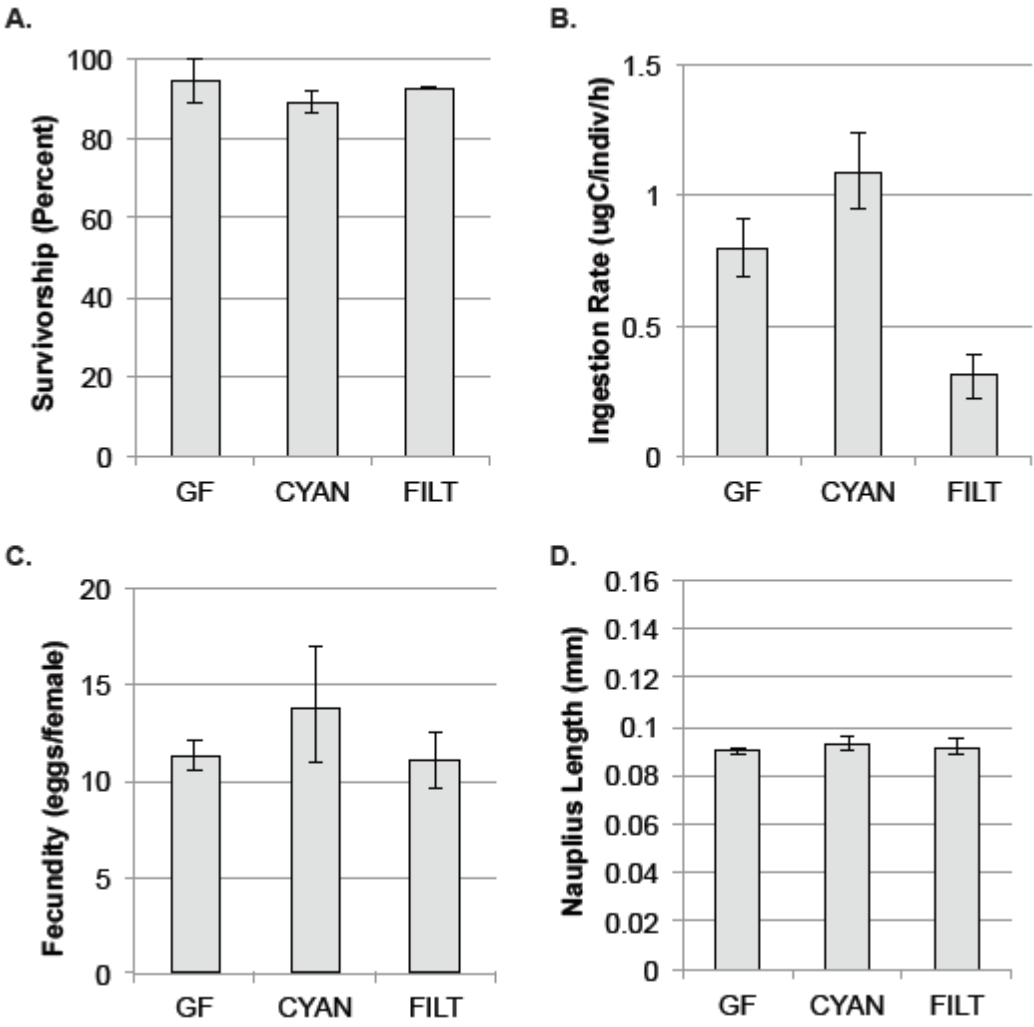 A.
Survivorship (Percent)
100
80
60
40
20
0
GF CYAN FILT
B.
Ingestion Rate (ugC/indiv/h)
1.5
1
0.5
0
GF CYAN FILT
C.
Fecundity (eggs/female)
20
15
10
5
0
GF CYAN FILT
D.
Nauplius Length (mm)
0.16
0.14
0.12
0.1
0.08
0.06
0.04
0.02
0
GF CYAN FILT